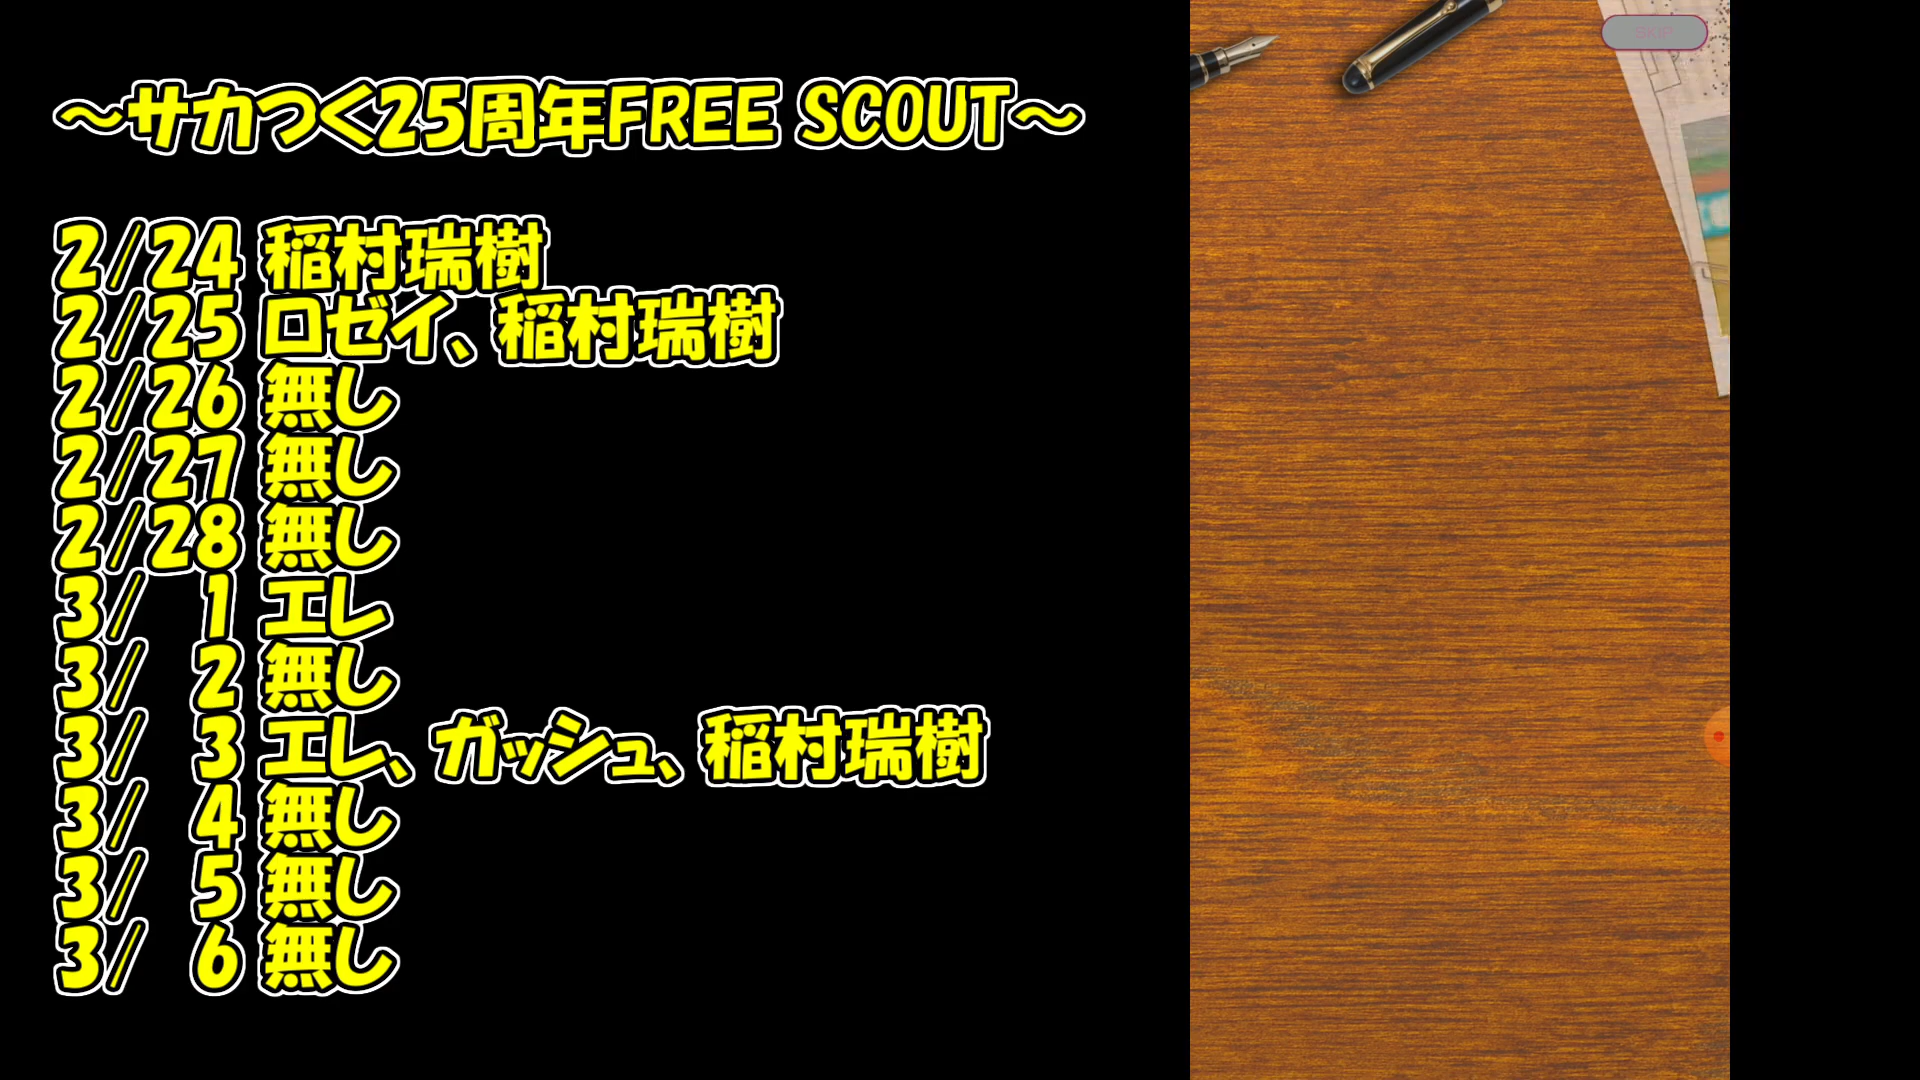 ～サカつく25周年FREE SCOUT～
2/24 稲村瑞樹
2/25 ロゼイ、稲村瑞樹
2/26 無し
2/27 無し
2/28 無し
3/ 1 エレ
3/ 2 無し
3/ 3 エレ、ガッシュ、稲村瑞樹
3/ 4 無し
3/ 5 無し
3/ 6 無し
SKIP